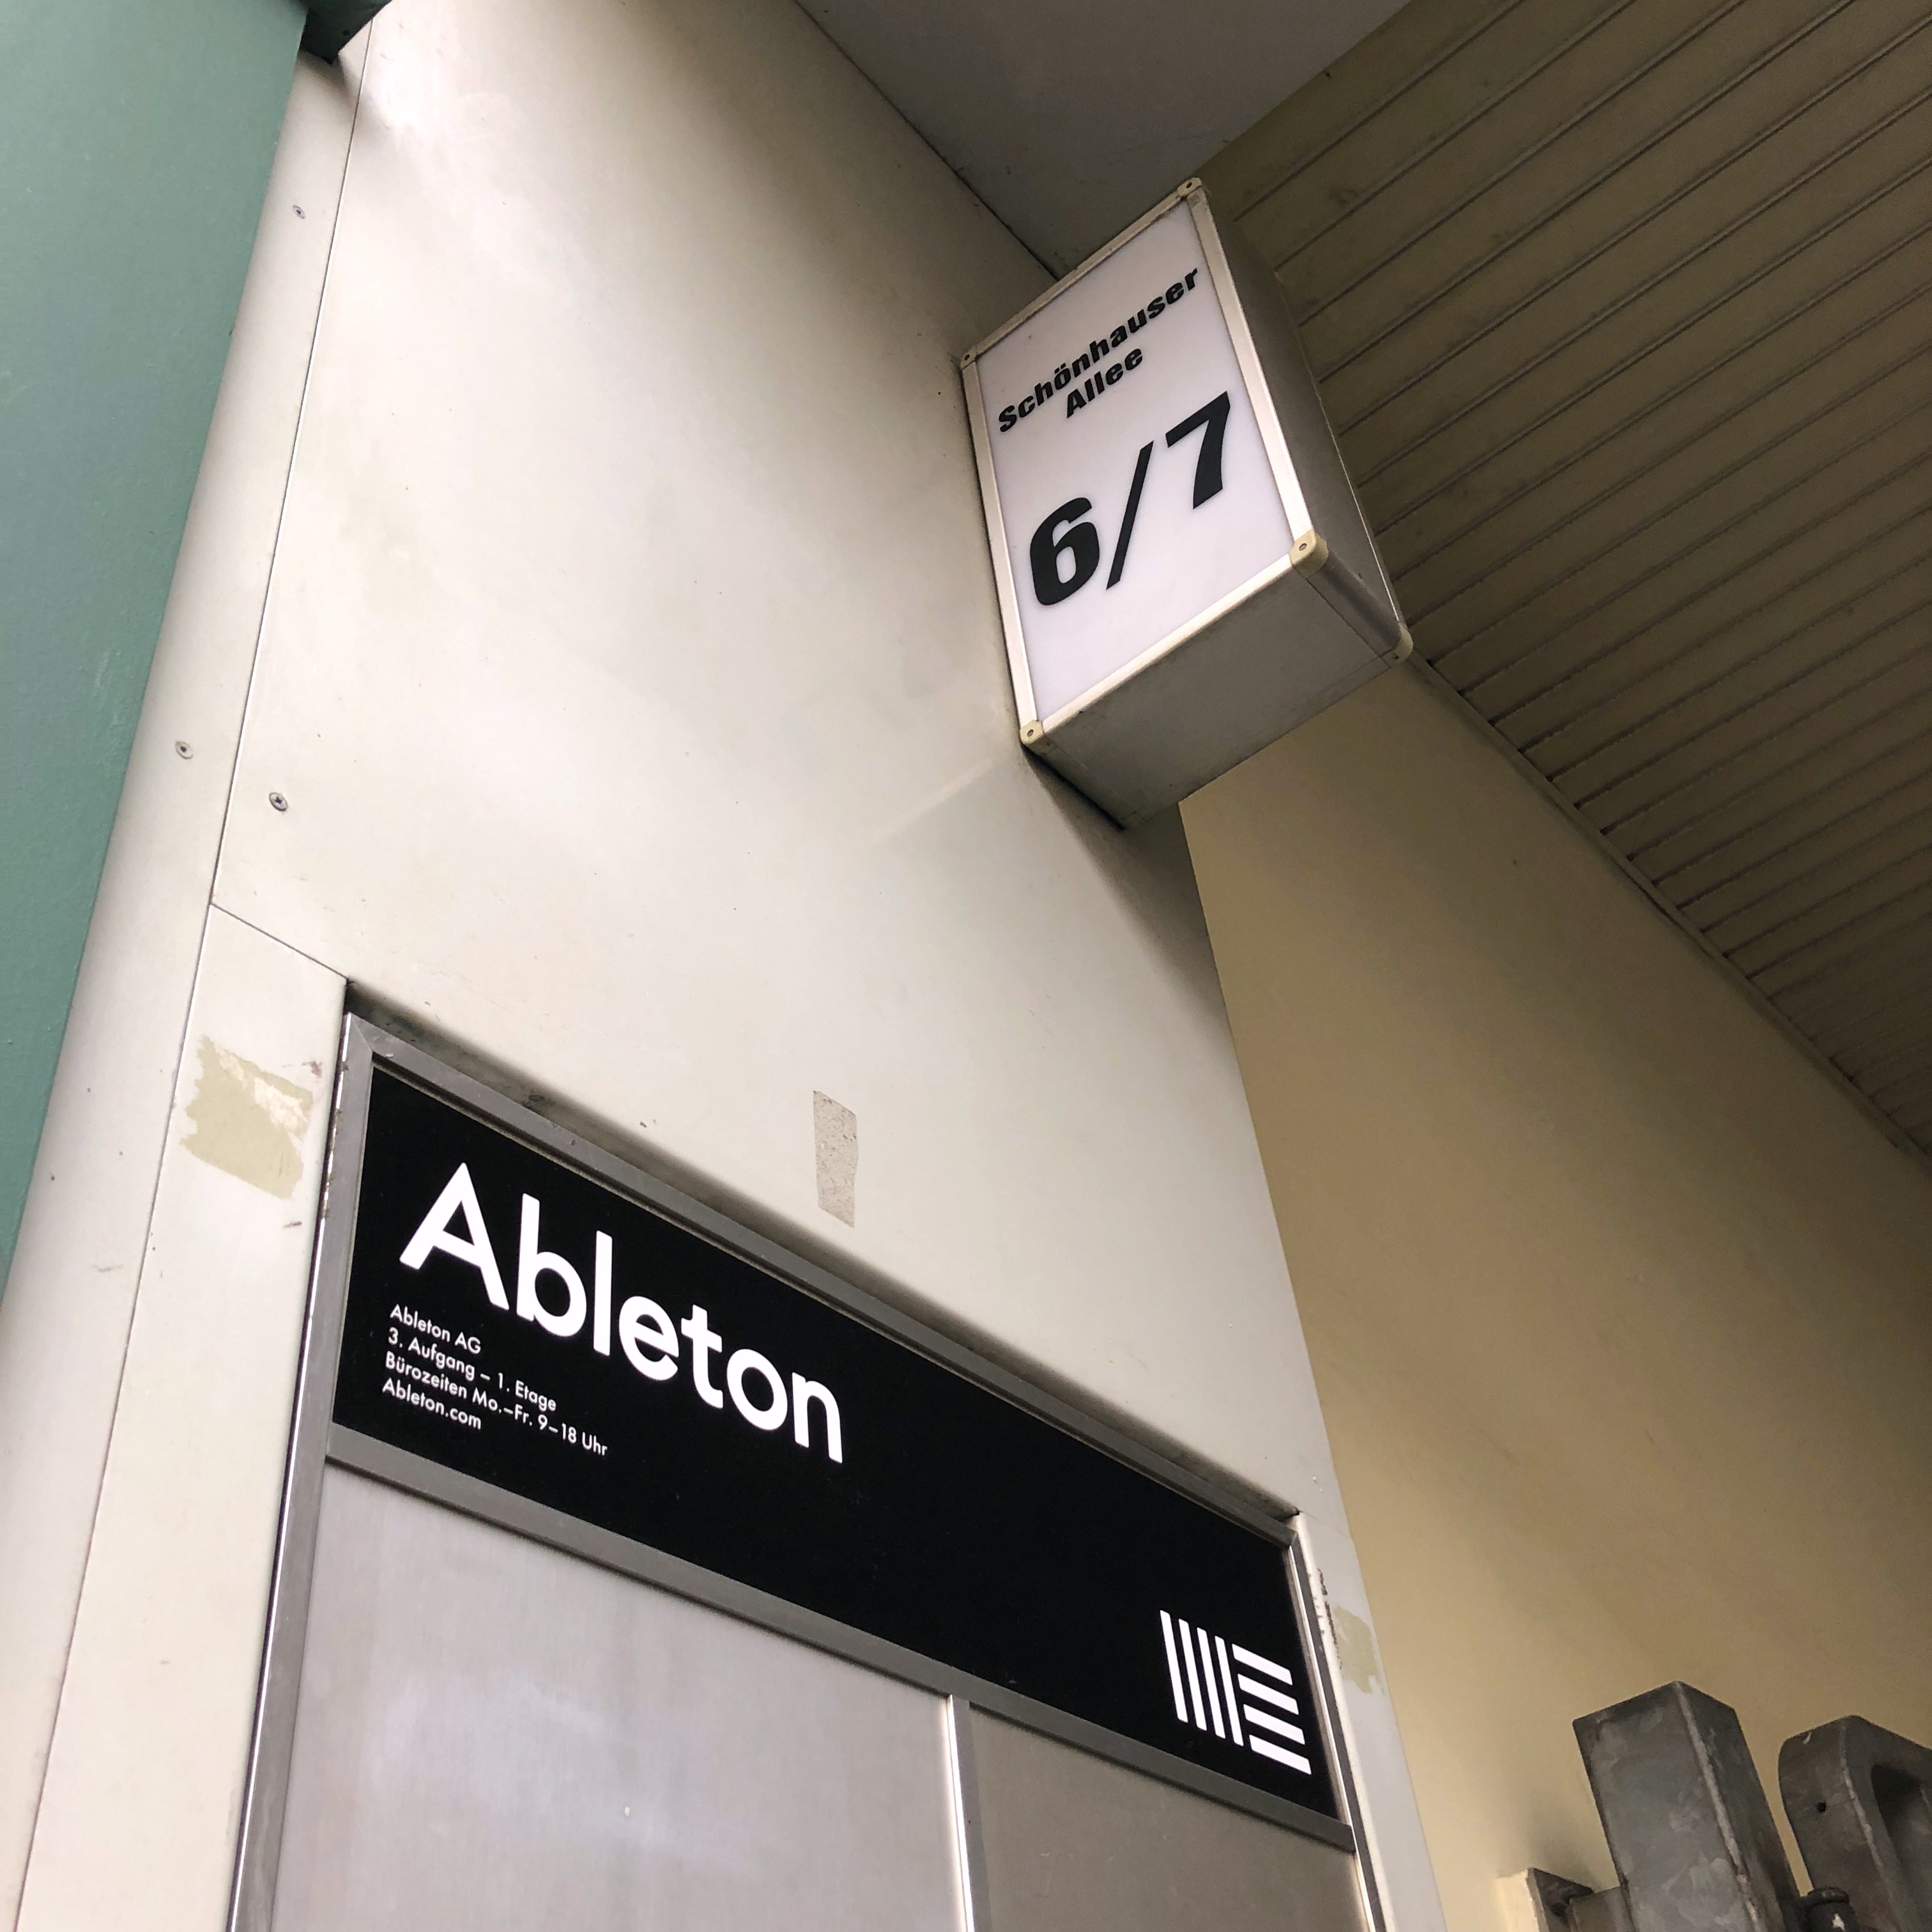 Schönhauser
Allee
6/7
Ableton
Ableton AG
3. Aufgang – 1. Etage
Bürozeiten Mo.–Fr. 9–18 Uhr
Ableton.com